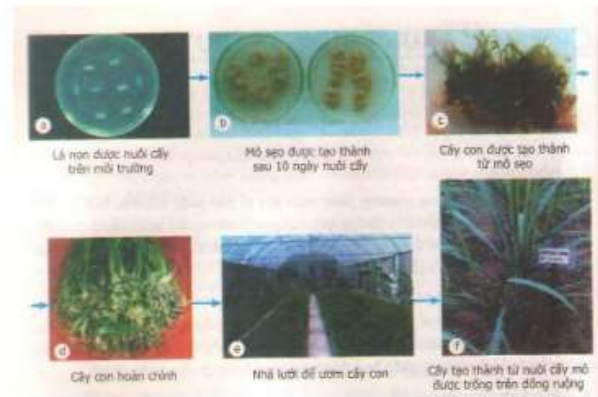 a
Lá non được nuôi cấy
trên môi trường
b
Mô sẹo được tạo thành
sau 10 ngày nuôi cấy
c
Cây con được tạo thành
từ mô sẹo
d
Cây con hoàn chỉnh
e
Nhà lưới để ươm cây con
f
Cây tạo thành từ nuôi cấy mô
được trồng trên đồng ruộng